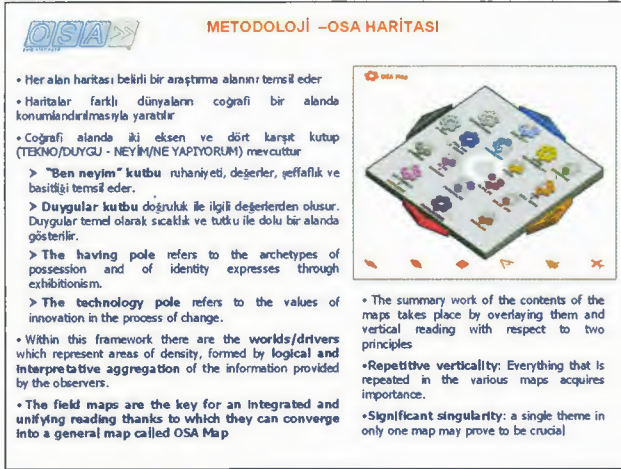 OSA»
METODOLOJİ –OSA HARİTASI
• Her alan haritası belirli bir araştırma alanını temsil eder
• Haritalar farklı dünyaların coğrafi bir alanda
konumlandırılmasıyla yaratılır
• Coğrafi alanda iki eksen ve dört karşıt kutup
(TEKNO/DUYGU - NEYİM/NE YAPIYORUM) mevcuttur
➢ "Ben neyim" kutbu ruhaniyeti, değerler, şeffaflık ve
basitliği temsil eder.
➢ Duygular kutbu doğruluk ile ilgili değerlerden olusur.
Duygular temel olarak sıcaklık ve tutku ile dolu bir alanda
gösterilir.
➢ The having pole refers to the archetypes of
possession and of identity expresses through
exhibitionism.
➢ The technology pole refers to the values of
innovation in the process of change.
• Within this framework there are the worlds/drivers
which represent areas of density, formed by logical and
interpretative aggregation of the information provided
by the observers.
• The field maps are the key for an integrated and
unifying reading thanks to which they can converge
into a general map called OSA Map
OSA Map
• The summary work of the contents of the
maps takes place by overlaying them and
vertical reading with respect to two
principles
•Repetitive verticality: Everything that is
repeated in the various maps acquires
importance.
•Significant singularity: a single theme in
only one map may prove to be crucial